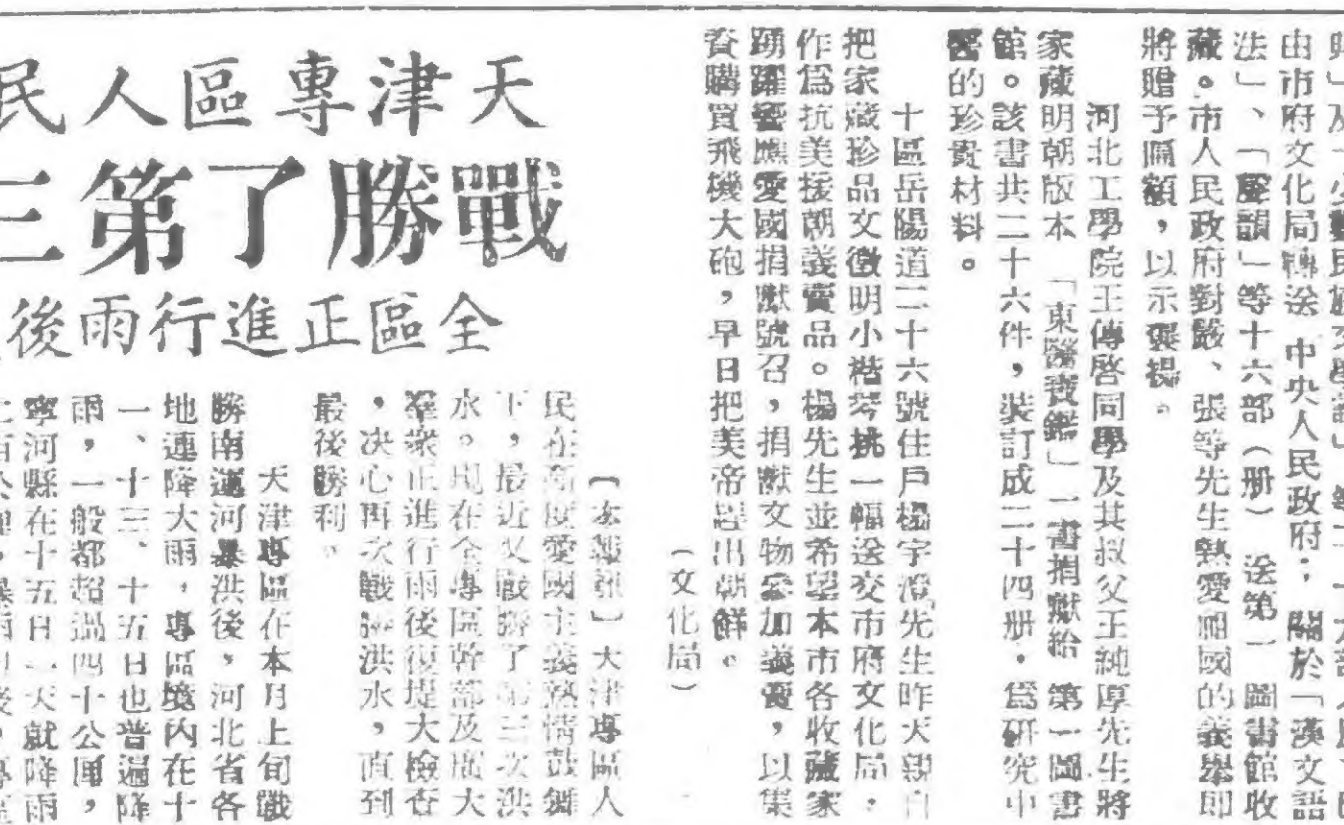 由市府文化局轉送 中央人民政府; 關於「漢文語
法」、「聲韻」等十六部(册) 送第一圖書館收
藏。市人民政府對嚴、張等先生熱愛祖國的義舉即
將贈予匾額,以示褒揚。
河北工學院王傳啓同學及其叔父王純厚先生將
家藏明朝版本「東醫寶鑑」一書捐獻給 第一圖書
館。該書共二十六件,裝訂成二十四册,爲研究中
醫的珍貴材料。
十區岳陽道二十六號住戶楊宇 先生昨天親自
把家藏珍品文徵明小楷琴 一幅送交市府文化局,
作爲抗美援朝義賣品。楊先生並希望本市各收藏家
踴躍響應愛國捐獻號召,捐獻文物參加義賣,以集
資購買飛機大砲,早日把美帝趕出朝鮮。
(文化局)
天津專區人民
戰勝了第三
全區正進行雨後
【本報訊】天津專區人
民在高度愛國主義熱情鼓舞
下,最近又戰勝了第三次洪
水。現在全專區幹部及廣大
羣衆正進行雨後復堤大檢查
,决心再次戰勝洪水,直到
最後勝利。
天津專區在本月上旬戰
勝南運河暴洪後,河北省各
地連降大雨,專區境內在十
一、十三、十五日也普遍降
雨,一般都超過四十公厘,
寧河縣在十五日一天就降雨